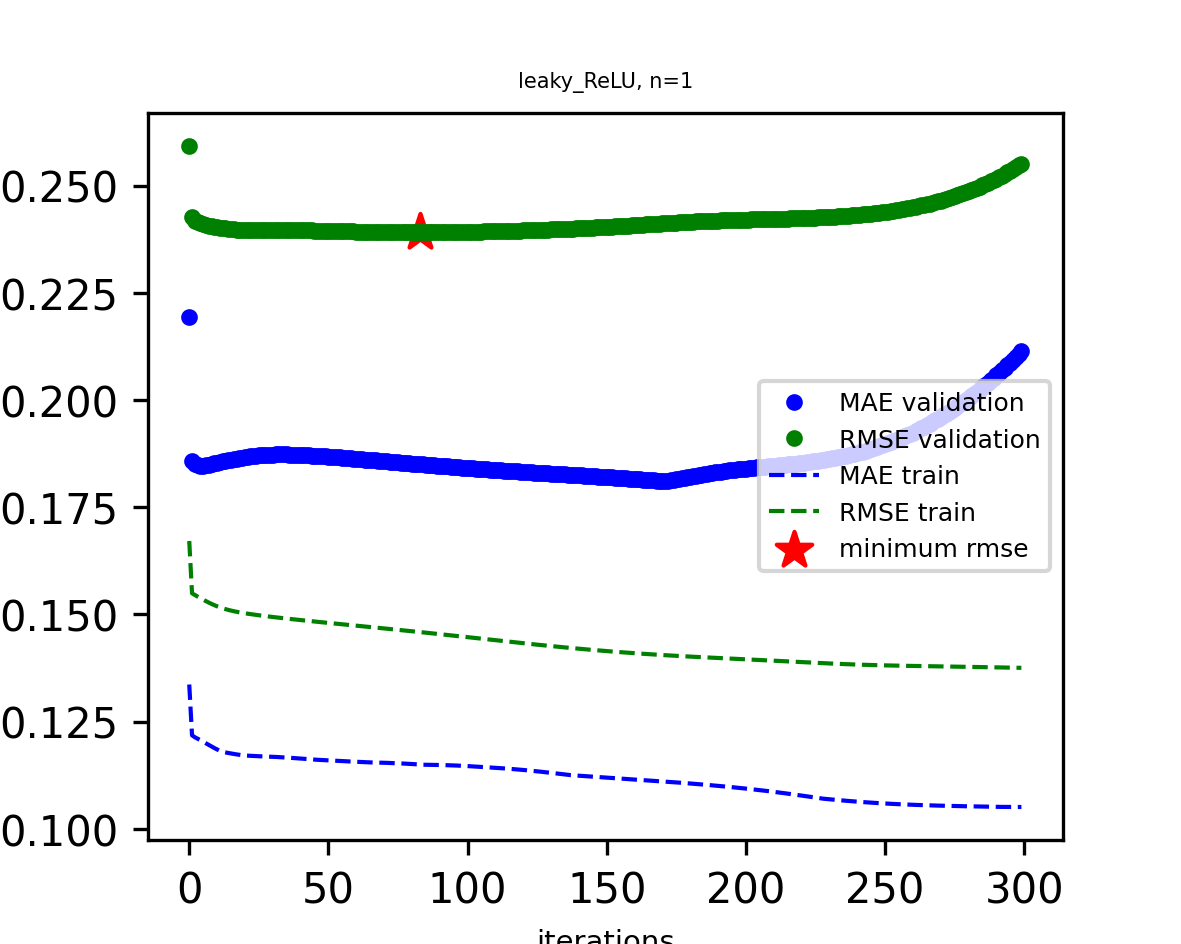 leaky_ReLU, n=1
0.250
0.225
0.200
0.175
0.150
0.125
0.100
MAE validation
RMSE validation
MAE train
RMSE train
minimum rmse
0 50 100 150 200 250 300
iterations